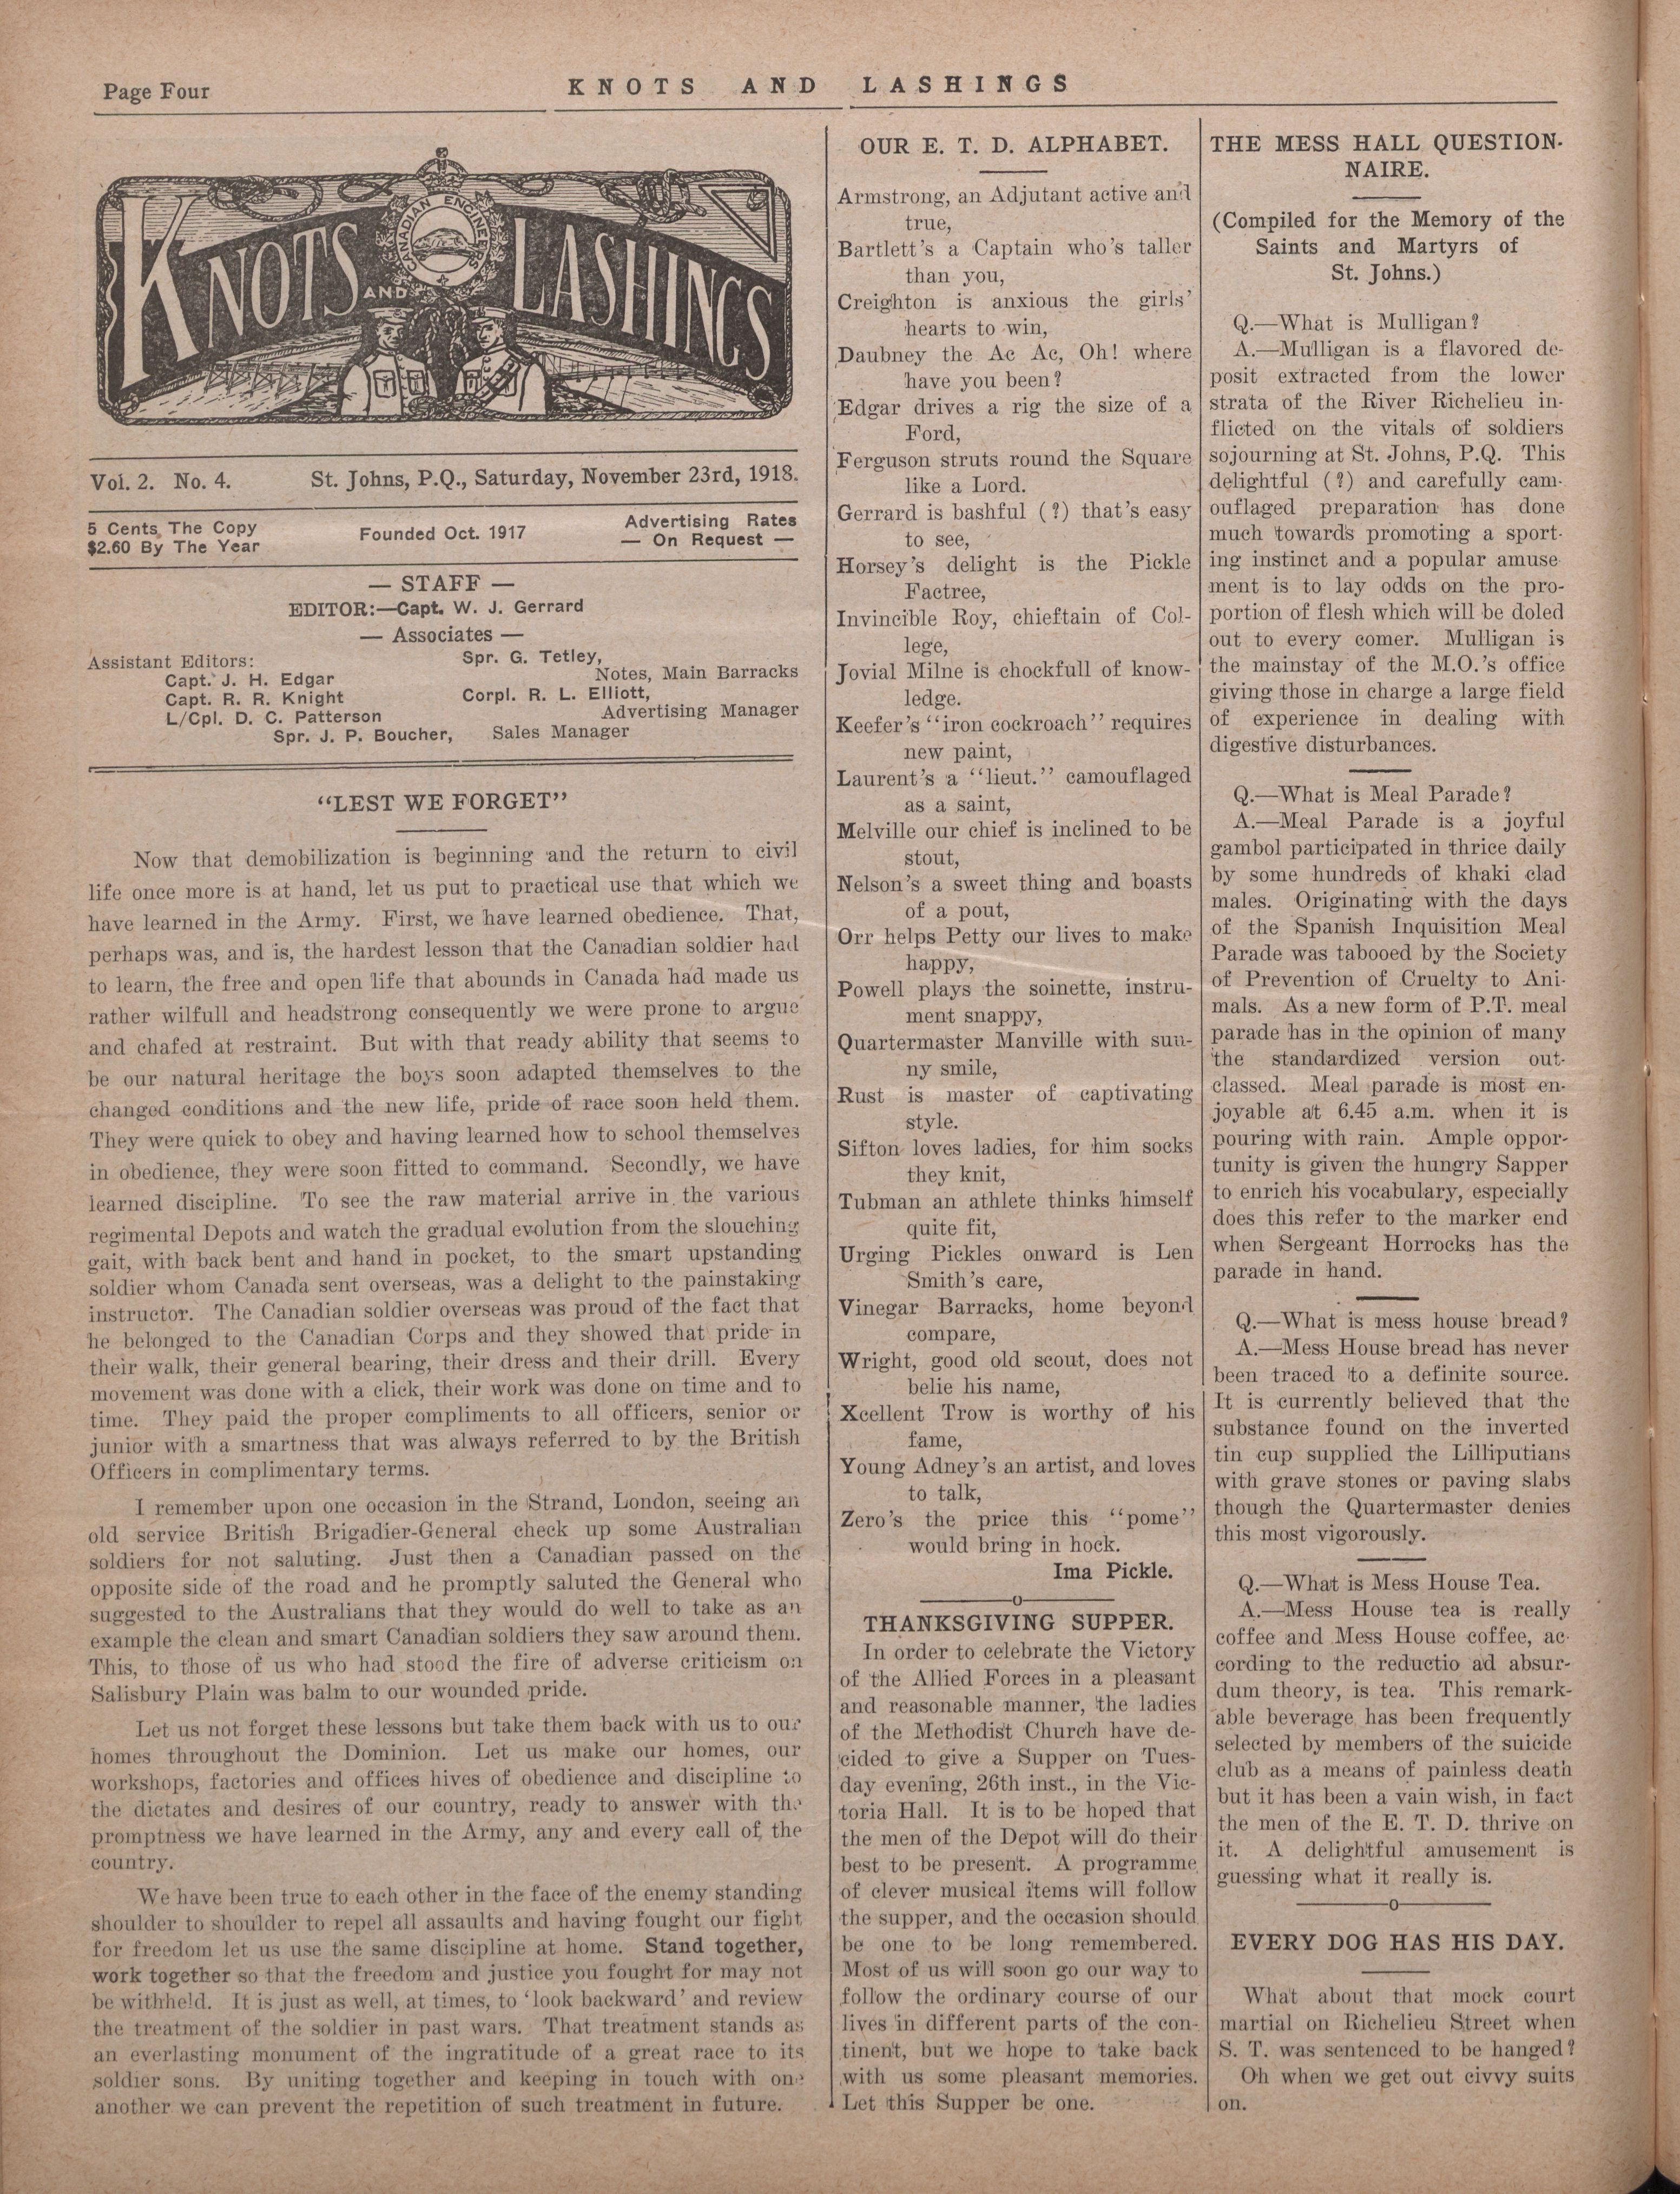 Page Four
KNOTS AND LASHINGS
KNOTS AND LASHINGS
CANADIAN ENGINEERS
Vol. 2. No. 4. St. Johns, P.Q., Saturday, November 23rd, 1918.
5 Cents The Copy
$2.60 By The Year
Founded Oct. 1917
Advertising Rates
— On Request —
— STAFF —
EDITOR:—Capt. W. J. Gerrard
— Associates —
Assistant Editors:
Capt. J. H. Edgar
Capt. R. R. Knight
L/Cpl. D. C. Patterson
Spr. G. Tetley,
Notes, Main Barracks
Corpl. R. L. Elliott,
Advertising Manager
Spr. J. P. Boucher, Sales Manager
"LEST WE FORGET"
Now that demobilization is beginning and the return to civil
life once more is at hand, let us put to practical use that which we
have learned in the Army. First, we have learned obedience. That,
perhaps was, and is, the hardest lesson that the Canadian soldier had
to learn, the free and open life that abounds in Canada had made us
rather wilfull and headstrong consequently we were prone to argue
and chafed at restraint. But with that ready ability that seems to
be our natural heritage the boys soon adapted themselves to the
changed conditions and the new life, pride of race soon held them.
They were quick to obey and having learned how to school themselves
in obedience, they were soon fitted to command. Secondly, we have
learned discipline. To see the raw material arrive in the various
regimental Depots and watch the gradual evolution from the slouching
gait, with back bent and hand in pocket, to the smart upstanding
soldier whom Canada sent overseas, was a delight to the painstaking
instructor. The Canadian soldier overseas was proud of the fact that
he belonged to the Canadian Corps and they showed that pride in
their walk, their general bearing, their dress and their drill. Every
movement was done with a click, their work was done on time and to
time. They paid the proper compliments to all officers, senior or
junior with a smartness that was always referred to by the British
Officers in complimentary terms.
I remember upon one occasion in the Strand, London, seeing an
old service British Brigadier-General check up some Australian
soldiers for not saluting. Just then a Canadian passed on the
opposite side of the road and he promptly saluted the General who
suggested to the Australians that they would do well to take as an
example the clean and smart Canadian soldiers they saw around them.
This, to those of us who had stood the fire of adverse criticism on
Salisbury Plain was balm to our wounded pride.
Let us not forget these lessons but take them back with us to our
homes throughout the Dominion. Let us make our homes, our
workshops, factories and offices hives of obedience and discipline to
the dictates and desires of our country, ready to answer with the
promptness we have learned in the Army, any and every call of the
country.
We have been true to each other in the face of the enemy standing
shoulder to shoulder to repel all assaults and having fought our fight
for freedom let us use the same discipline at home. Stand together,
work together so that the freedom and justice you fought for may not
be withheld. It is just as well, at times, to 'look backward' and review
the treatment of the soldier in past wars. That treatment stands as
an everlasting monument of the ingratitude of a great race to its
soldier sons. By uniting together and keeping in touch with one
another we can prevent the repetition of such treatment in future.
OUR E. T. D. ALPHABET.
Armstrong, an Adjutant active and
true,
Bartlett's a Captain who's taller
than you,
Creighton is anxious the girls'
hearts to win,
Daubney the Ac Ac, Oh! where
have you been?
Edgar drives a rig the size of a
Ford,
Ferguson struts round the Square
like a Lord.
Gerrard is bashful (?) that's easy
to see,
Horsey's delight is the Pickle
Factree,
Invincible Roy, chieftain of Col-
lege,
Jovial Milne is chockfull of know-
ledge.
Keefer's "iron cockroach" requires
new paint,
Laurent's a "lieut." camouflaged
as a saint,
Melville our chief is inclined to be
stout,
Nelson's a sweet thing and boasts
of a pout,
Orr helps Petty our lives to make
happy,
Powell plays the soinette, instru-
ment snappy,
Quartermaster Manville with sun-
ny smile,
Rust is master of captivating
style.
Sifton loves ladies, for him socks
they knit,
Tubman an athlete thinks himself
quite fit,
Urging Pickles onward is Len
Smith's care,
Vinegar Barracks, home beyond
compare,
Wright, good old scout, does not
belie his name,
Xcellent Trow is worthy of his
fame,
Young Adney's an artist, and loves
to talk,
Zero's the price this "pome"
would bring in hock.
Ima Pickle.
THANKSGIVING SUPPER.
In order to celebrate the Victory
of the Allied Forces in a pleasant
and reasonable manner, the ladies
of the Methodist Church have de-
cided to give a Supper on Tues-
day evening, 26th inst., in the Vic-
toria Hall. It is to be hoped that
the men of the Depot will do their
best to be present. A programme
of clever musical items will follow
the supper, and the occasion should
be one to be long remembered.
Most of us will soon go our way to
follow the ordinary course of our
lives in different parts of the con-
tinent, but we hope to take back
with us some pleasant memories.
Let this Supper be one.
THE MESS HALL QUESTION-
NAIRE.
(Compiled for the Memory of the
Saints and Martyrs of
St. Johns.)
Q.—What is Mulligan?
A.—Mulligan is a flavored de-
posit extracted from the lower
strata of the River Richelieu in-
flicted on the vitals of soldiers
sojourning at St. Johns, P.Q. This
delightful (?) and carefully cam-
ouflaged preparation has done
much towards promoting a sport-
ing instinct and a popular amuse
ment is to lay odds on the pro-
portion of flesh which will be doled
out to every comer. Mulligan is
the mainstay of the M.O.'s office
giving those in charge a large field
of experience in dealing with
digestive disturbances.
Q.—What is Meal Parade?
A.—Meal Parade is a joyful
gambol participated in thrice daily
by some hundreds of khaki clad
males. Originating with the days
of the Spanish Inquisition Meal
Parade was tabooed by the Society
of Prevention of Cruelty to Ani-
mals. As a new form of P.T. meal
parade has in the opinion of many
the standardized version out-
classed. Meal parade is most en-
joyable at 6.45 a.m. when it is
pouring with rain. Ample oppor-
tunity is given the hungry Sapper
to enrich his vocabulary, especially
does this refer to the marker end
when Sergeant Horrocks has the
parade in hand.
Q.—What is mess house bread?
A.—Mess House bread has never
been traced to a definite source.
It is currently believed that the
substance found on the inverted
tin cup supplied the Lilliputians
with grave stones or paving slabs
though the Quartermaster denies
this most vigorously.
Q.—What is Mess House Tea.
A.—Mess House tea is really
coffee and Mess House coffee, ac-
cording to the reductio ad absur-
dum theory, is tea. This remark-
able beverage has been frequently
selected by members of the suicide
club as a means of painless death
but it has been a vain wish, in fact
the men of the E. T. D. thrive on
it. A delightful amusement is
guessing what it really is.
EVERY DOG HAS HIS DAY.
What about that mock court
martial on Richelieu Street when
S. T. was sentenced to be hanged?
Oh when we get out civvy suits
on.